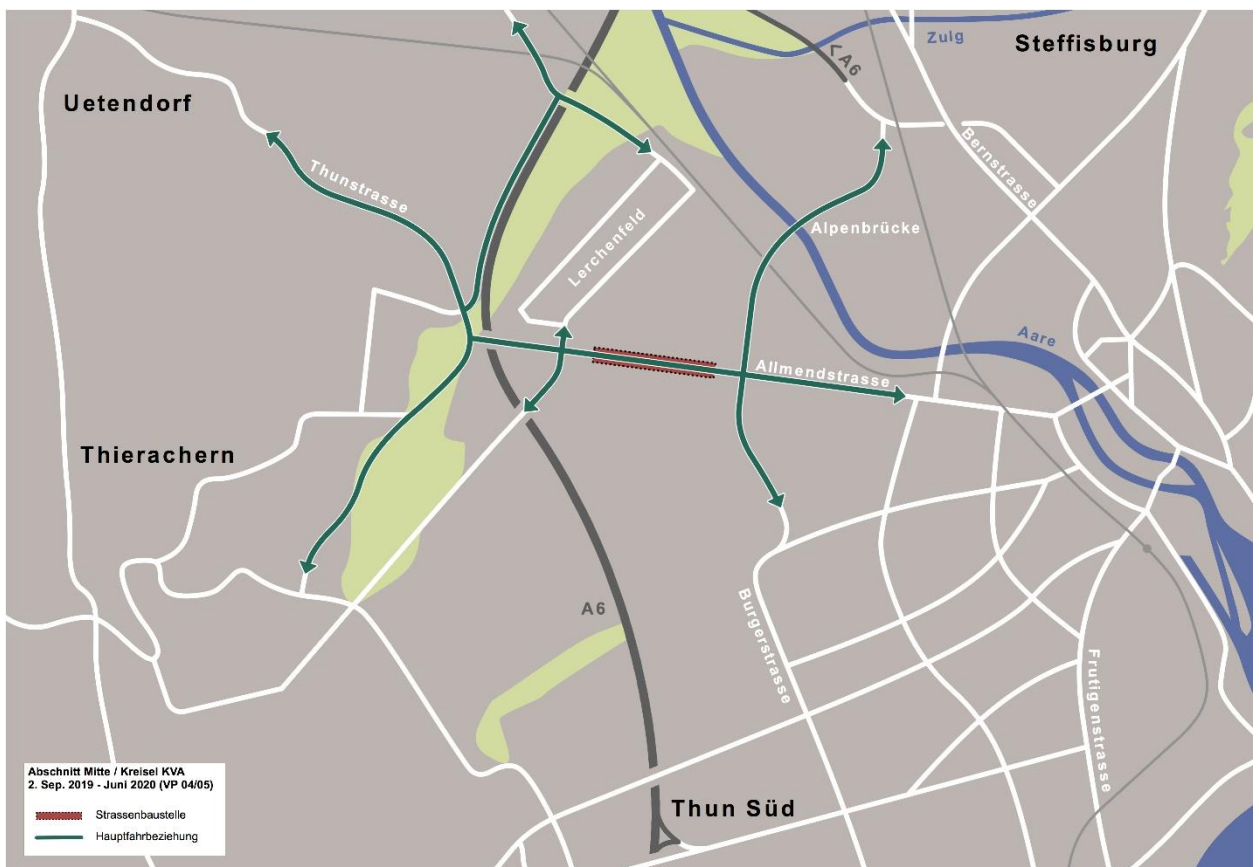 Zulg
Steffisburg
<A6
Uetendorf
Thunstrasse
Bernstrasse
Lerchenfeld
Alpenbrücke
Aare
Allmendstrasse
Thierachern
A6
Burgerstrasse
Frutigenstrasse
Thun Süd
Abschnitt Mitte / Kreisel KVA
2. Sep. 2019 - Juni 2020 (VP 04/05)
Strassenbaustelle
Hauptfahrbeziehung